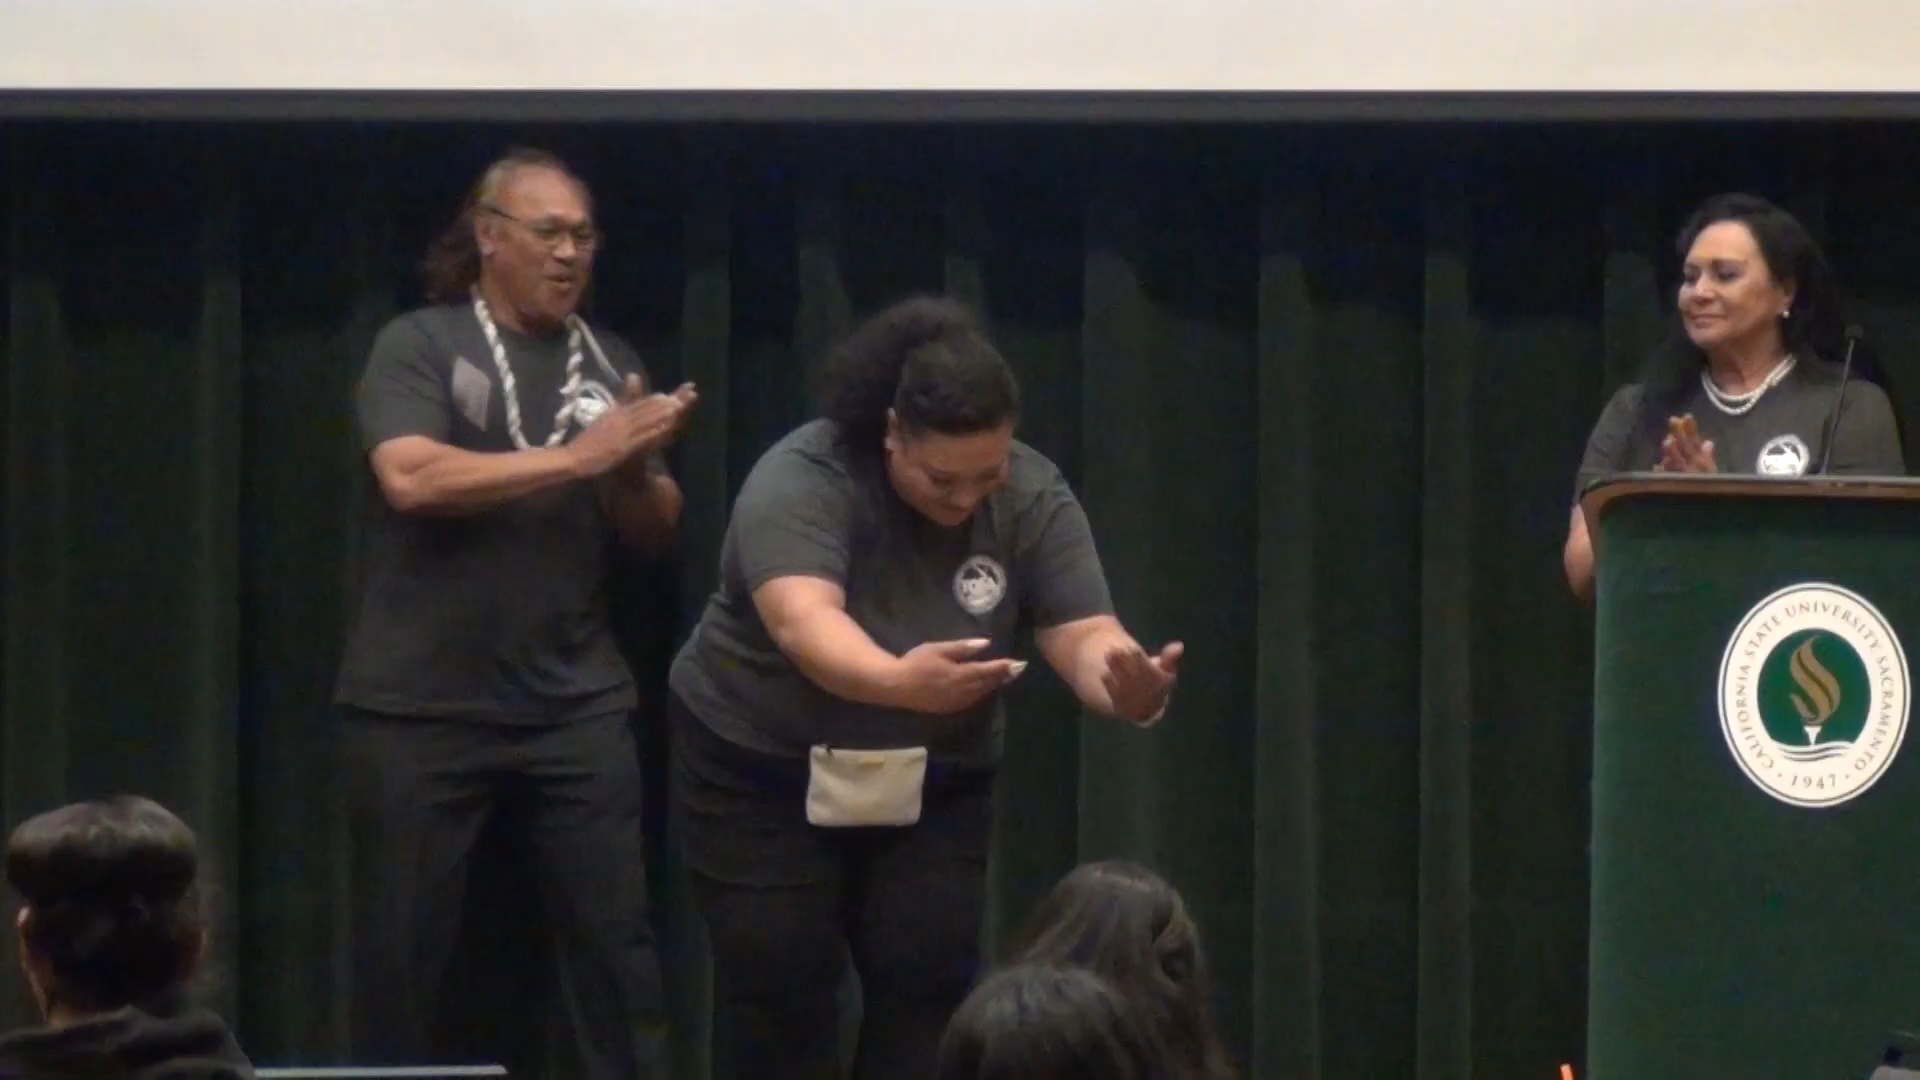 CALIFORNIA STATE UNIVERSITY SACRAMENTO
• 1947 •